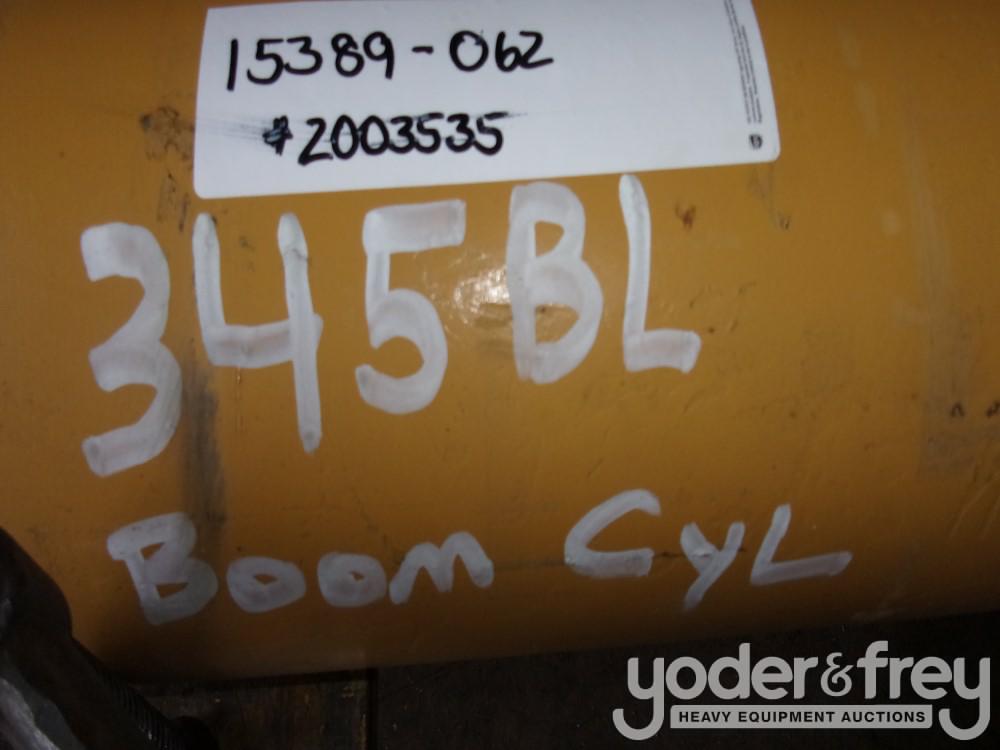 15389-062
#2003535
345BL
Boom CyL
yoder&frey
HEAVY EQUIPMENT AUCTIONS